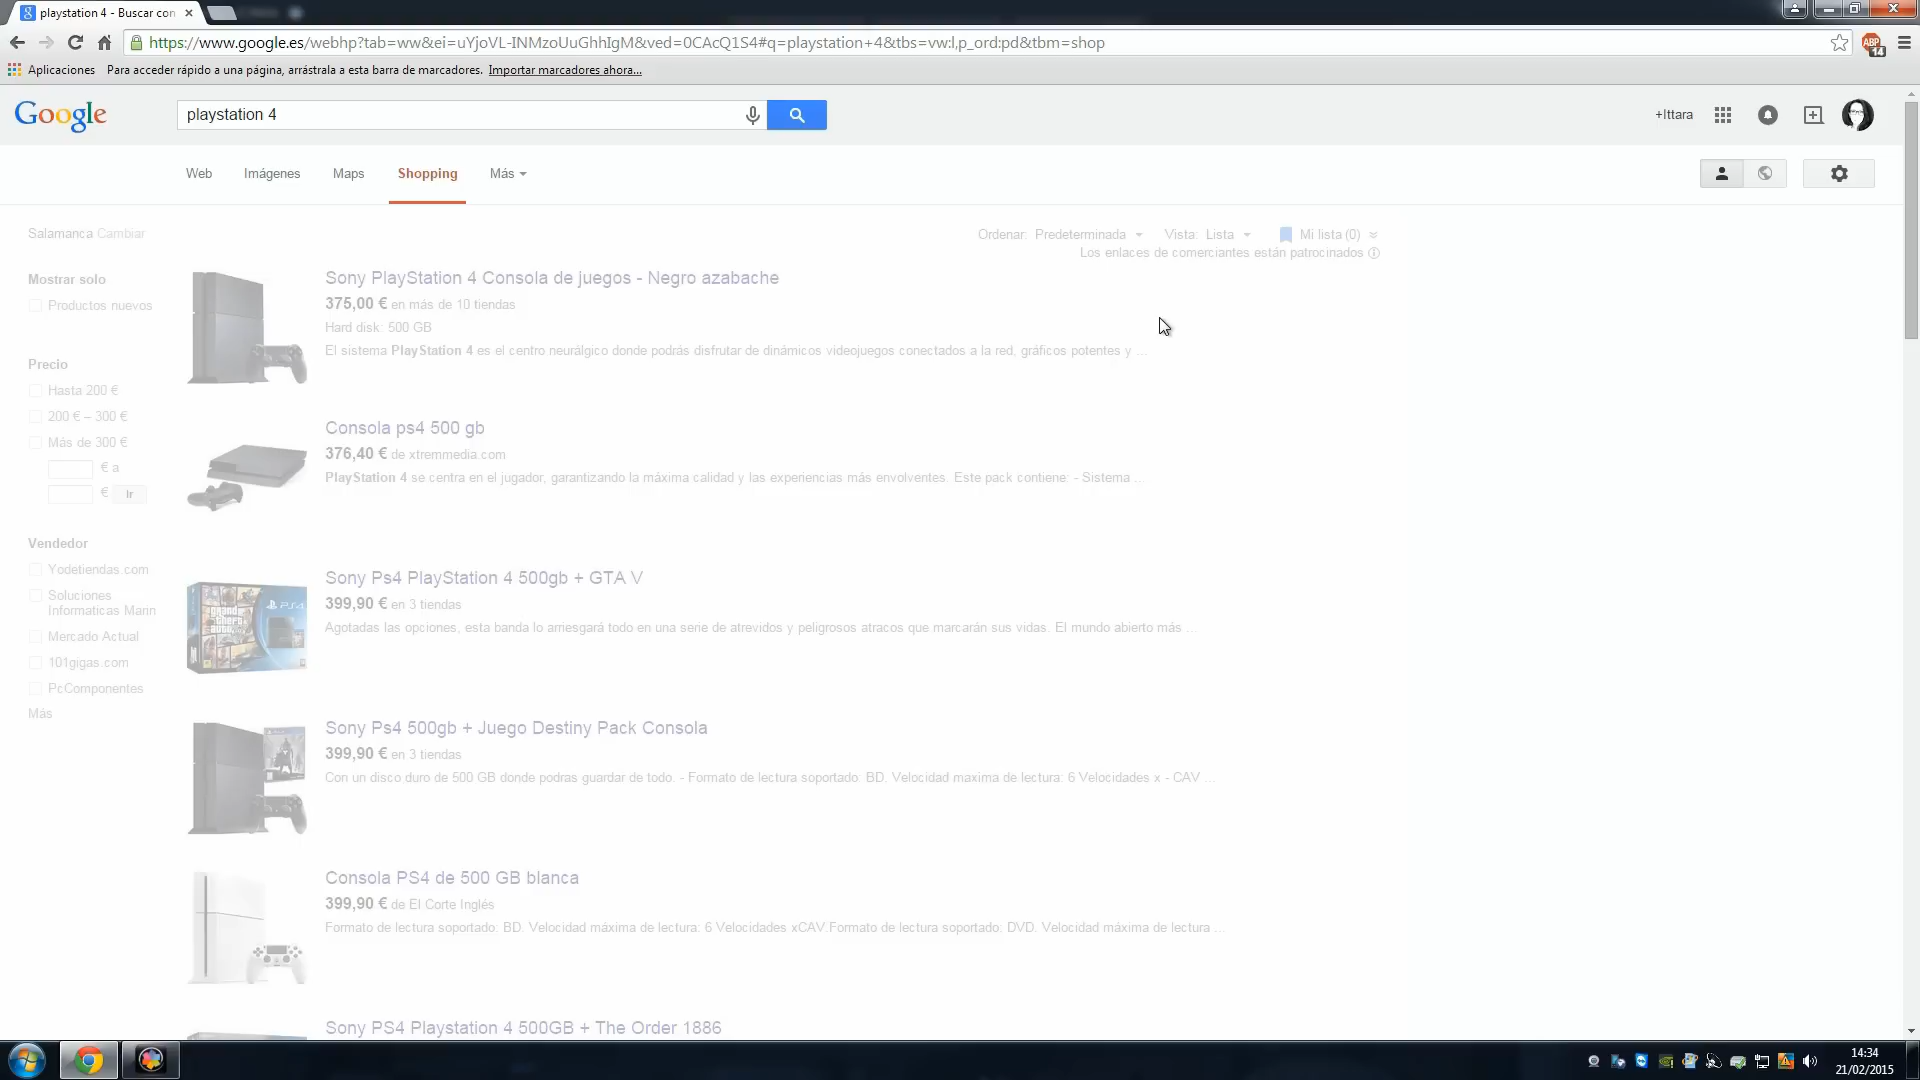 playstation 4 - Buscar con
https://www.google.es/webhp?tab=ww&ei=uYjoVL-INMzoUuGhhIgM&ved=0CAcQ1S4#q=playstation+4&tbs=vw:l,p_ord:pd&tbm=shop
ABP
14
Aplicaciones Para acceder rápido a una página, arrástrala a esta barra de marcadores. Importar marcadores ahora...
Google playstation 4 +Ittara
Web Imágenes Maps Shopping Más
Salamanca Cambiar
Ordenar: Predeterminada Vista: Lista Mi lista (0)
Los enlaces de comerciantes están patrocinados
Mostrar solo
Productos nuevos
Precio
Hasta 200 €
200 € – 300 €
Más de 300 €
€ a
€ Ir
Vendedor
Yodetiendas.com
Soluciones
Informaticas Marin
Mercado Actual
101gigas.com
PcComponentes
Más
Sony PlayStation 4 Consola de juegos - Negro azabache
375,00 € en más de 10 tiendas
Hard disk: 500 GB
El sistema PlayStation 4 es el centro neurálgico donde podrás disfrutar de dinámicos videojuegos conectados a la red, gráficos potentes y ...
Consola ps4 500 gb
376,40 € de xtremmedia.com
PlayStation 4 se centra en el jugador, garantizando la máxima calidad y las experiencias más envolventes. Este pack contiene: - Sistema ...
Sony Ps4 PlayStation 4 500gb + GTA V
399,90 € en 3 tiendas
Agotadas las opciones, esta banda lo arriesgará todo en una serie de atrevidos y peligrosos atracos que marcarán sus vidas. El mundo abierto más ...
grand
theft
auto
PS4
Sony Ps4 500gb + Juego Destiny Pack Consola
399,90 € en 3 tiendas
Con un disco duro de 500 GB donde podras guardar de todo. - Formato de lectura soportado: BD. Velocidad maxima de lectura: 6 Velocidades x - CAV ...
Consola PS4 de 500 GB blanca
399,90 € de El Corte Inglés
Formato de lectura soportado: BD. Velocidad máxima de lectura: 6 Velocidades xCAV.Formato de lectura soportado: DVD. Velocidad máxima de lectura ...
Sony PS4 Playstation 4 500GB + The Order 1886
14:34
21/02/2015